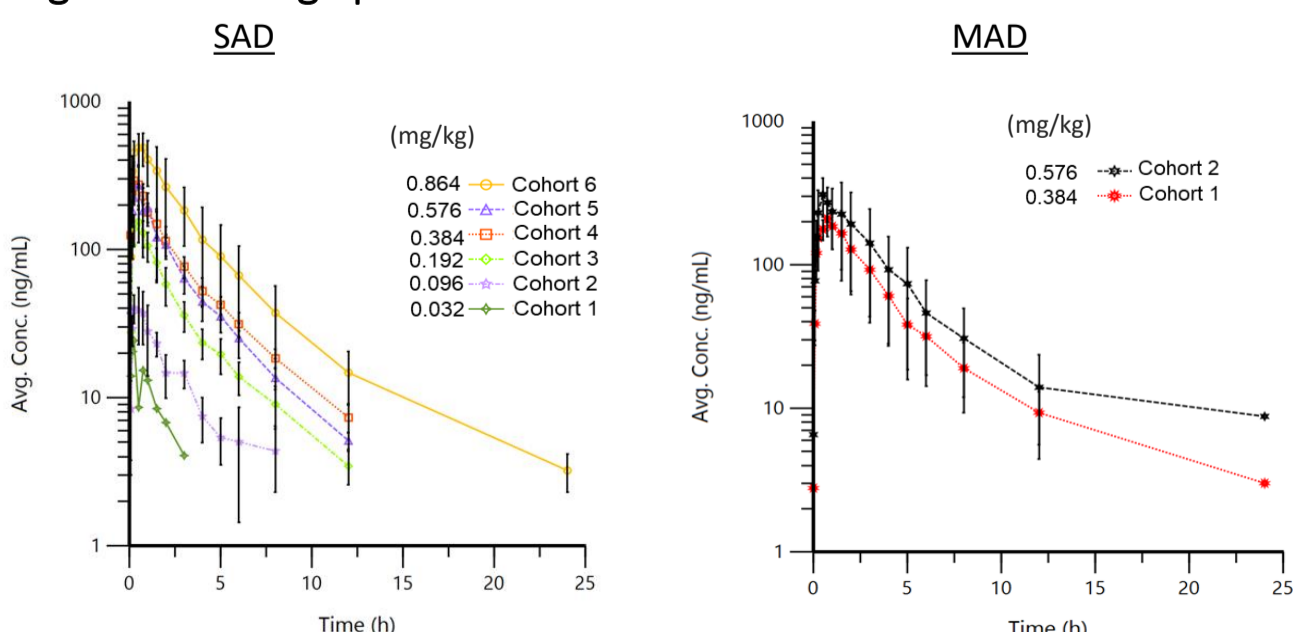 SAD
MAD
(mg/kg)
0.864 Cohort 6
0.576 Cohort 5
0.384 Cohort 4
0.192 Cohort 3
0.096 Cohort 2
0.032 Cohort 1
1000
100
10
1
Avg. Conc. (ng/mL)
0 5 10 15 20 25
Time (h)
(mg/kg)
0.576 Cohort 2
0.384 Cohort 1
1000
100
10
1
Avg. Conc. (ng/mL)
0 5 10 15 20 25
Time (h)